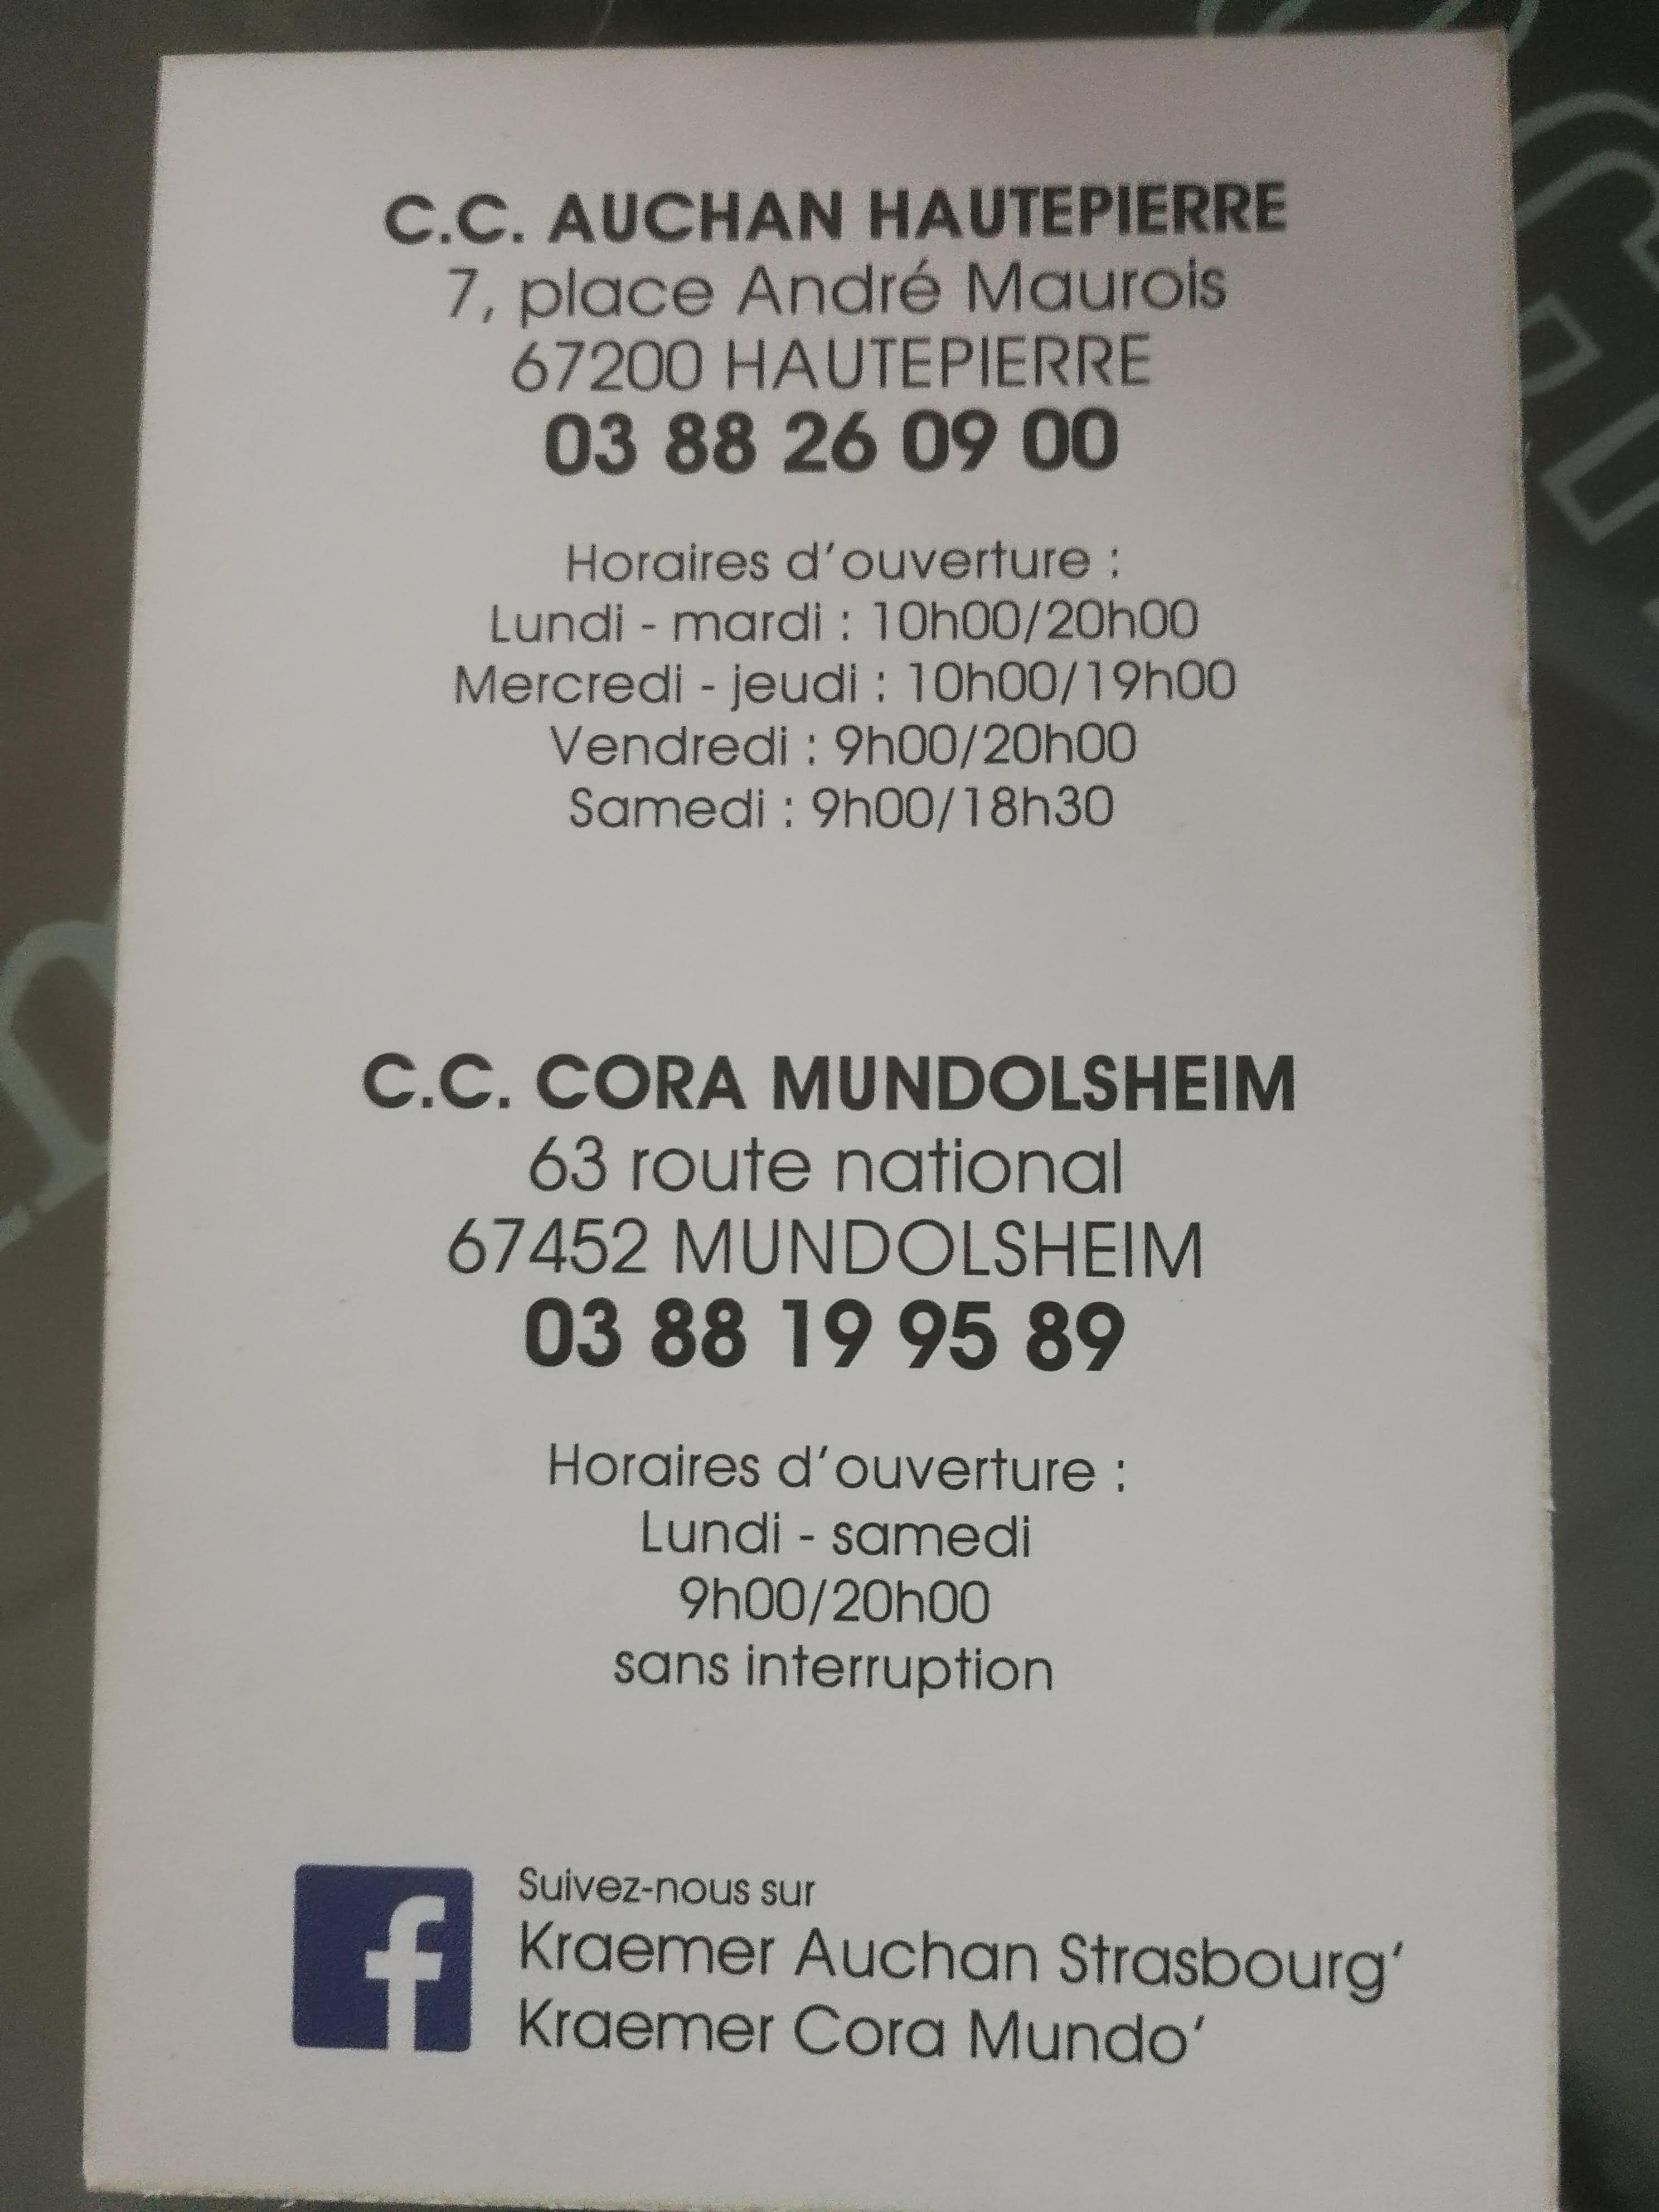 C.C. AUCHAN HAUTEPIERRE
7, place André Maurois
67200 HAUTEPIERRE
03 88 26 09 00
Horaires d'ouverture :
Lundi - mardi : 10h00/20h00
Mercredi - jeudi : 10h00/19h00
Vendredi : 9h00/20h00
Samedi : 9h00/18h30
C.C. CORA MUNDOLSHEIM
63 route national
67452 MUNDOLSHEIM
03 88 19 95 89
Horaires d'ouverture :
Lundi - samedi
9h00/20h00
sans interruption
Suivez-nous sur
Kraemer Auchan Strasbourg'
Kraemer Cora Mundo'